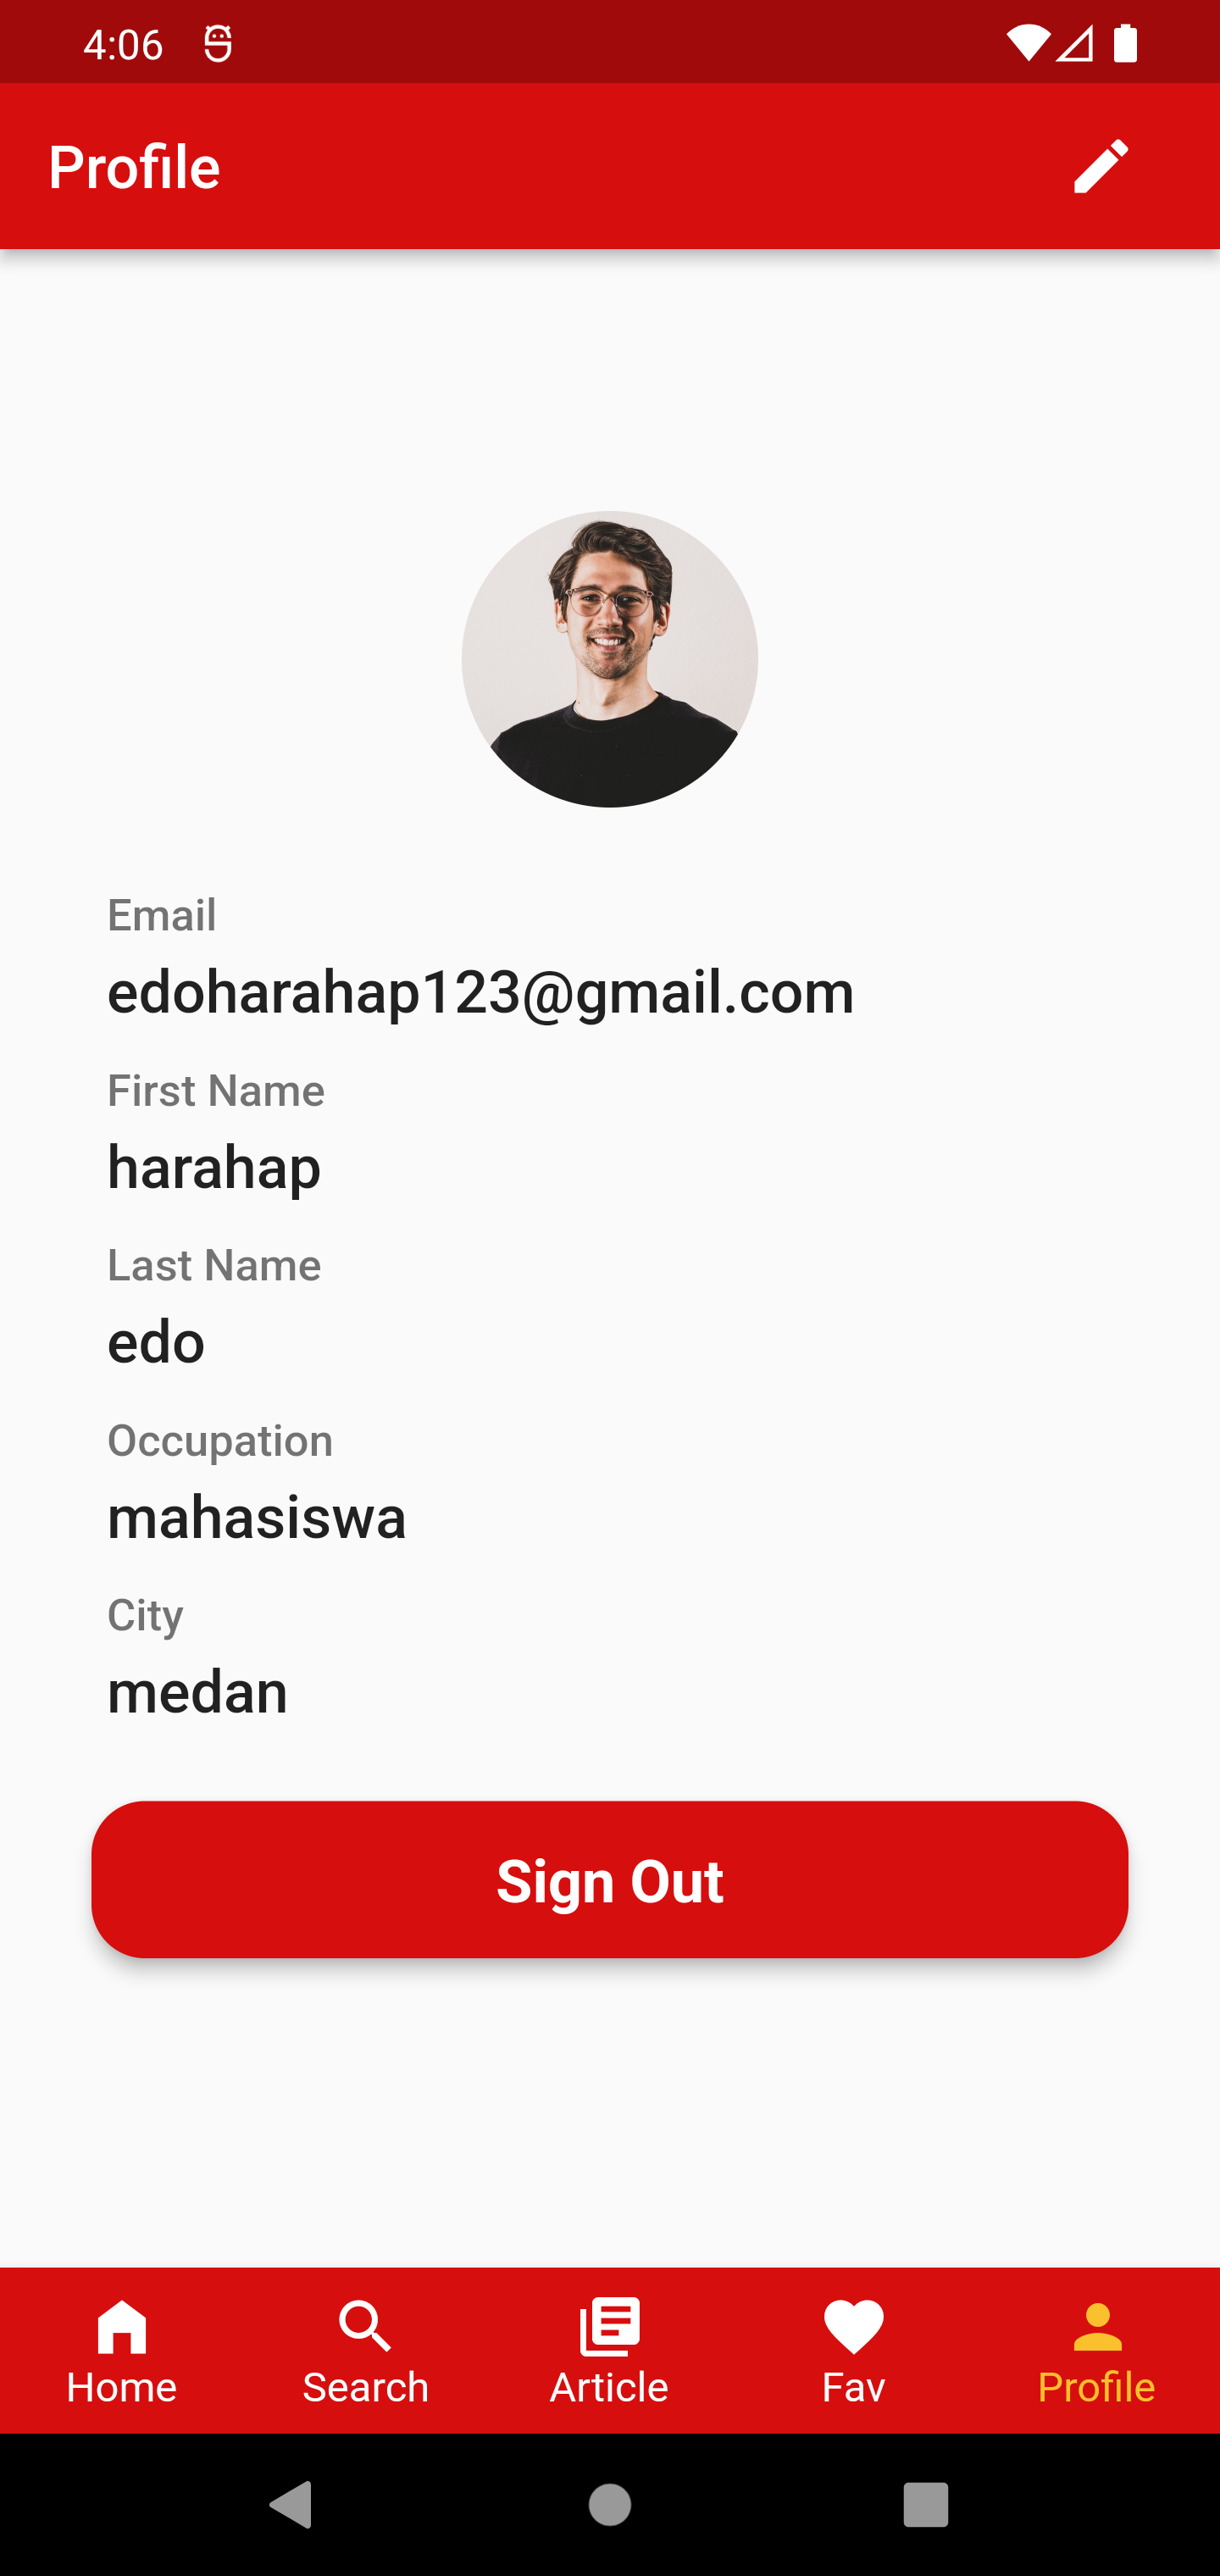 4:06
Profile
Email
edoharahap123@gmail.com
First Name
harahap
Last Name
edo
Occupation
mahasiswa
City
medan
Sign Out
Home Search Article Fav Profile